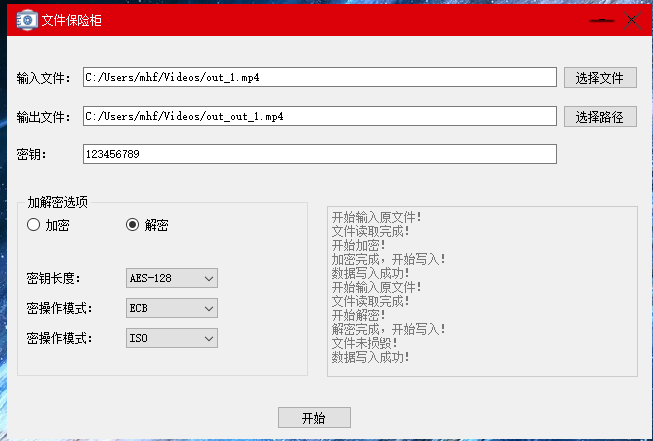 文件保险柜
输入文件: C:/Users/mhf/Videos/out_1.mp4 选择文件
输出文件: C:/Users/mhf/Videos/out_out_1.mp4 选择路径
密钥: 123456789
加解密选项
加密 解密
密钥长度: AES-128
密操作模式: ECB
密操作模式: ISO
开始输入原文件!
文件读取完成!
开始加密!
加密完成,开始写入!
数据写入成功!
开始输入原文件!
文件读取完成!
开始解密!
解密完成,开始写入!
文件未损毁!
数据写入成功!
开始